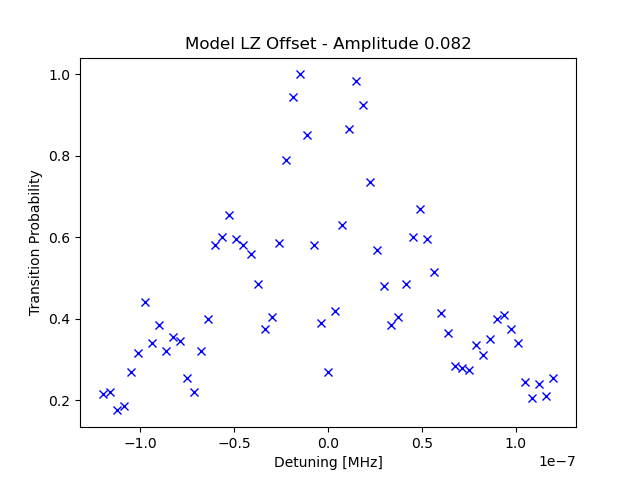 Model LZ Offset - Amplitude 0.082
1.0
0.8
0.6
0.4
0.2
Transition Probability
−1.0 −0.5 0.0 0.5 1.0
1e−7
Detuning [MHz]